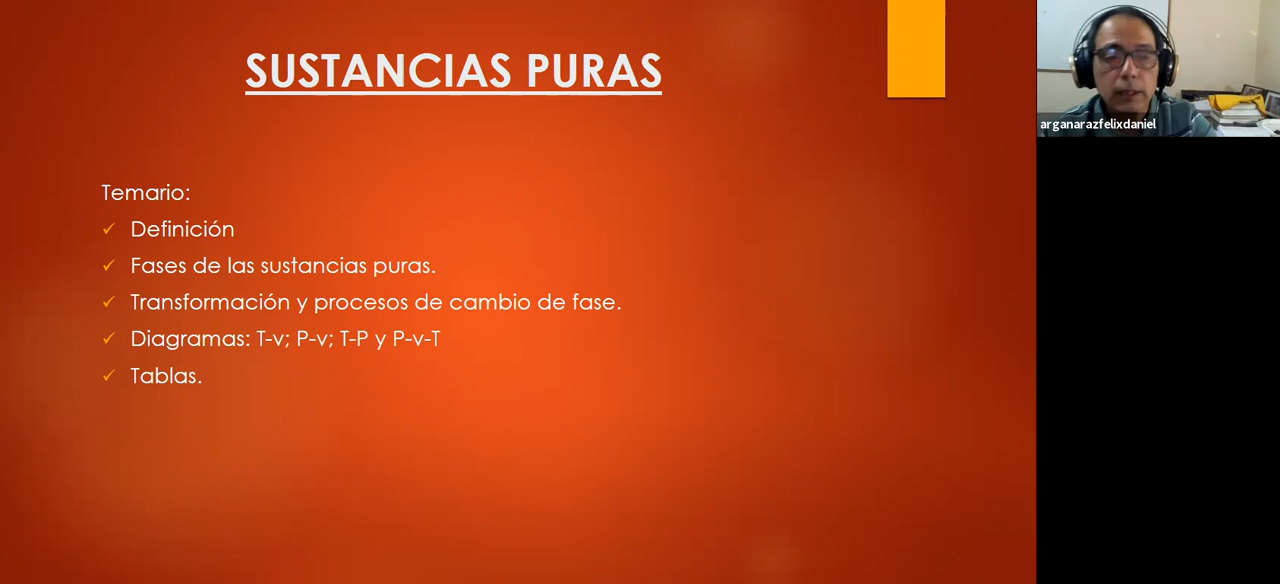 SUSTANCIAS PURAS
Temario:
Definición
Fases de las sustancias puras.
Transformación y procesos de cambio de fase.
Diagramas: T-v; P-v; T-P y P-v-T
Tablas.
arganarazfelixdaniel